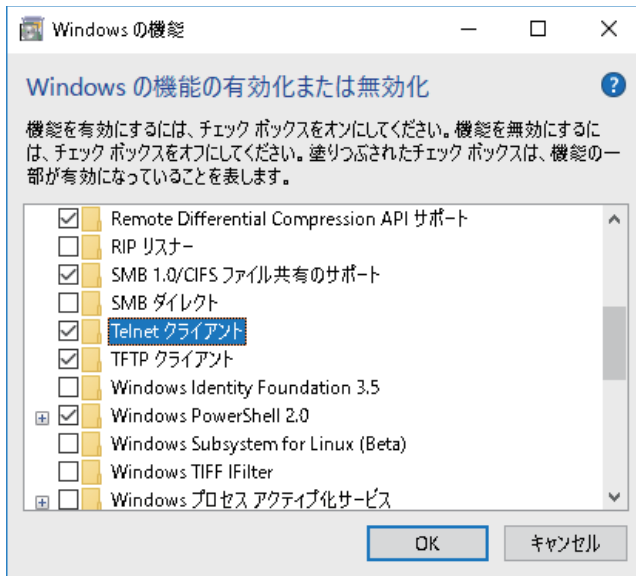 Windows の機能
Windows の機能の有効化または無効化
機能を有効にするには、チェック ボックスをオンにしてください。機能を無効にするに
は、チェック ボックスをオフにしてください。塗りつぶされたチェック ボックスは、機能の一
部が有効になっていることを表します。
Remote Differential Compression API サポート
RIP リスナー
SMB 1.0/CIFS ファイル共有のサポート
SMB ダイレクト
Telnet クライアント
TFTP クライアント
Windows Identity Foundation 3.5
Windows PowerShell 2.0
Windows Subsystem for Linux (Beta)
Windows TIFF IFilter
Windows プロセス アクティブ化サービス
OK キャンセル